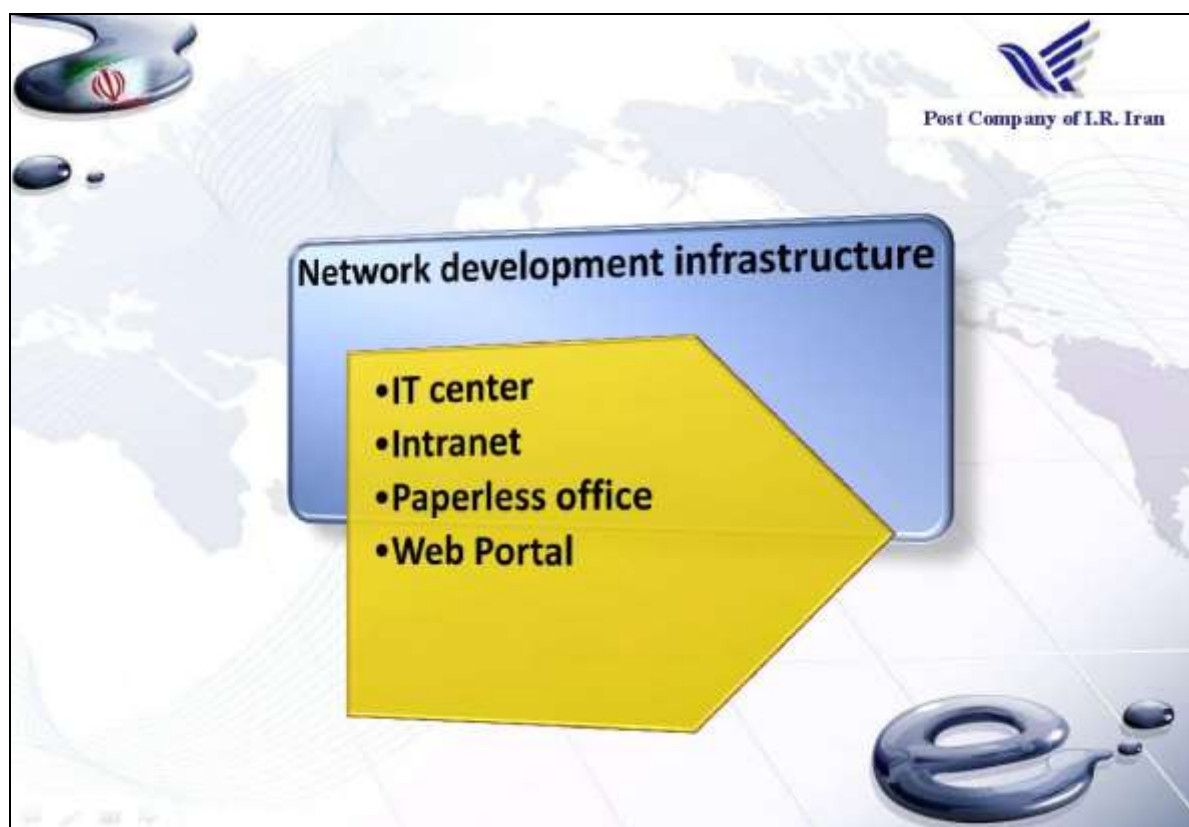 Post Company of I.R. Iran
Network development infrastructure
•IT center
•Intranet
•Paperless office
•Web Portal
e